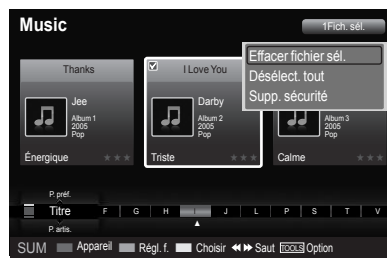 Music
1Fich. sél.
Effacer fichier sél.
Désélect. tout
Supp. sécurité
Thanks
I Love You
Jee
Album 1
2005
Pop
Darby
Album 2
2005
Pop
Album 3
2005
Pop
Énergique
Triste
Calme
P. préf.
Titre F G H I J L P S T V
P. artis.
SUM Appareil Régl. f. Choisir Saut TOOLS Option